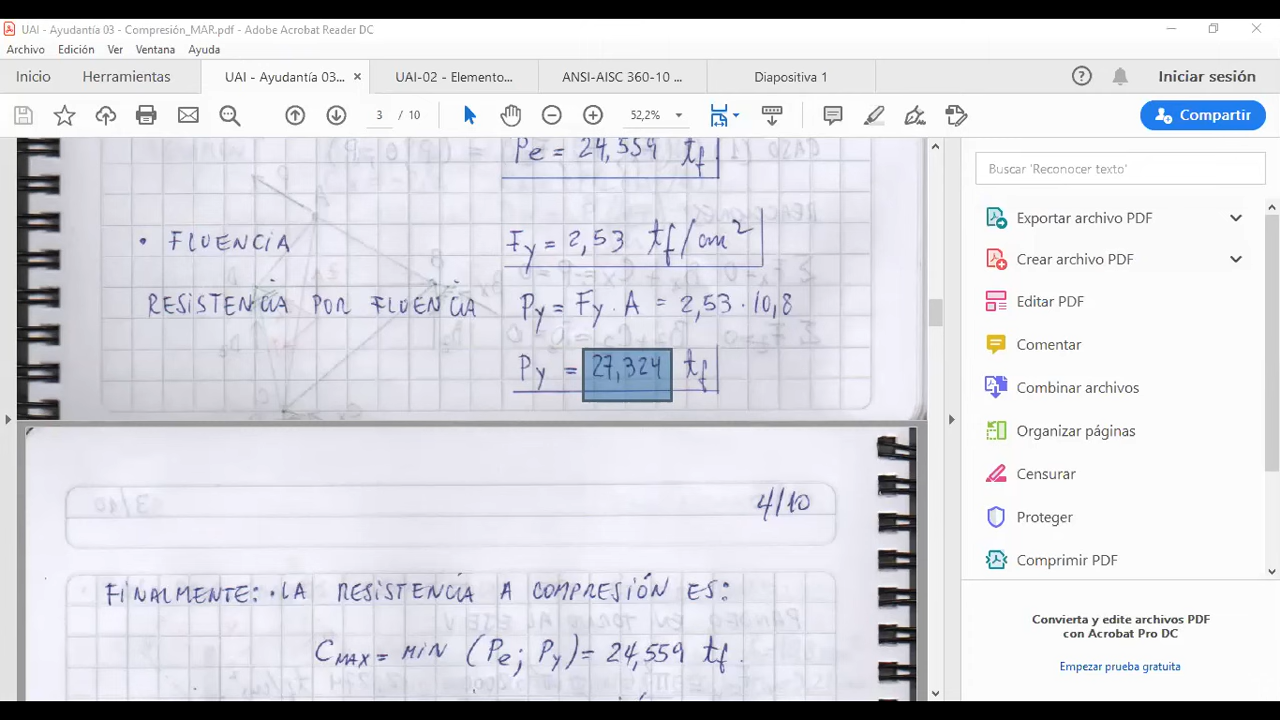 UAI - Ayudantía 03 - Compresión_MAR.pdf - Adobe Acrobat Reader DC
Archivo Edición Ver Ventana Ayuda
Inicio Herramientas UAI - Ayudantía 03... × UAI-02 - Elemento... ANSI-AISC 360-10 ... Diapositiva 1 Iniciar sesión
3 / 10 52,2% Compartir
Pe = 24,559 tf
• FLUENCIA Fy = 2,53 tf/cm²
RESISTENCIA POR FLUENCIA Py = Fy · A = 2,53 · 10,8
Py = 27,324 tf
4/10
FINALMENTE: · LA RESISTENCIA A COMPRESIÓN ES:
CMAX = MIN (Pe; Py) = 24,559 tf.
Buscar 'Reconocer texto'
Exportar archivo PDF
Crear archivo PDF
Editar PDF
Comentar
Combinar archivos
Organizar páginas
Censurar
Proteger
Comprimir PDF
Convierta y edite archivos PDF
con Acrobat Pro DC
Empezar prueba gratuita